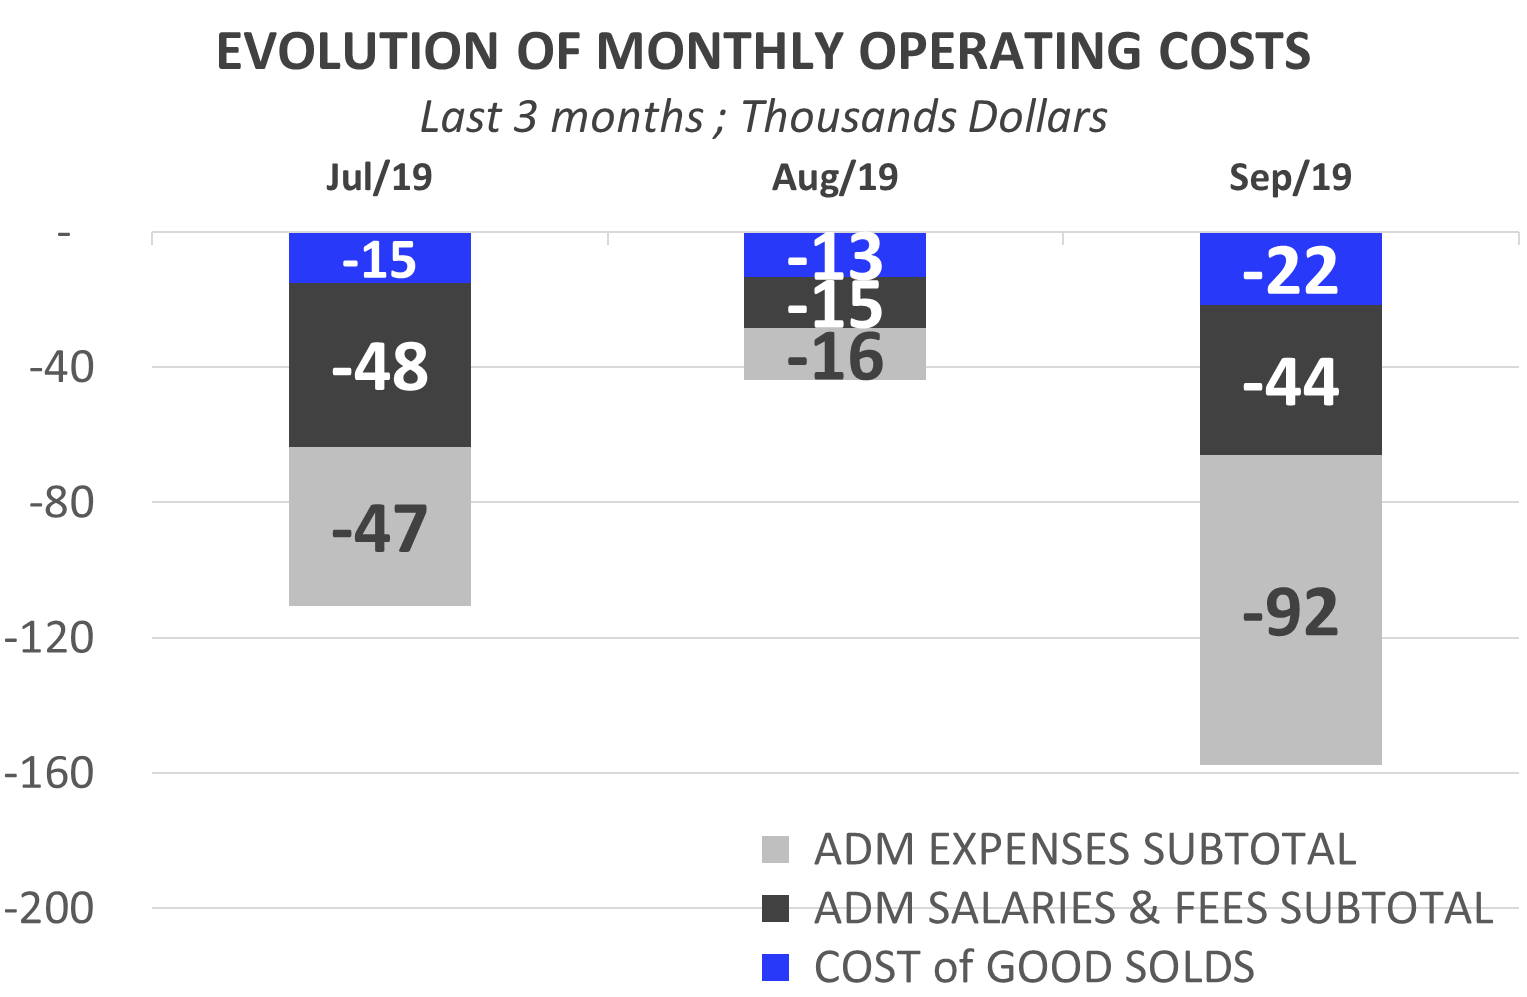 EVOLUTION OF MONTHLY OPERATING COSTS
Last 3 months ; Thousands Dollars
Jul/19 Aug/19 Sep/19
-
-15 -13 -22
-15
-40 -48 -16 -44
-80
-47
-92
-120
-160
ADM EXPENSES SUBTOTAL
-200 ADM SALARIES & FEES SUBTOTAL
COST of GOOD SOLDS